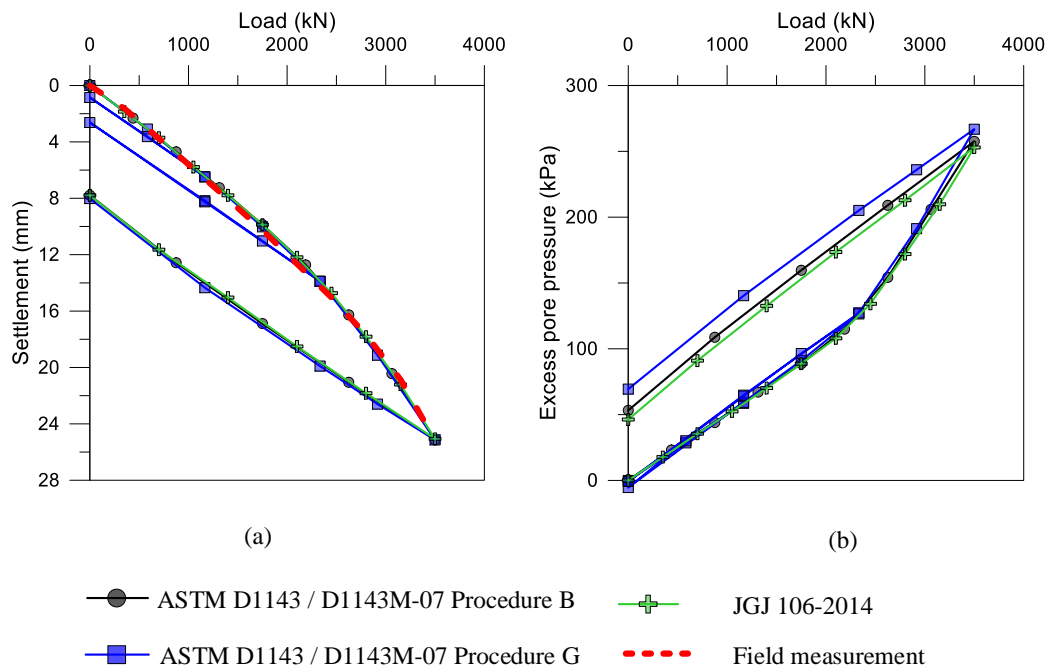 Load (kN)
0 1000 2000 3000 4000
0
4
8
12
16
20
24
28
Settlement (mm)
(a)
Load (kN)
0 1000 2000 3000 4000
300
200
100
0
Excess pore pressure (kPa)
(b)
ASTM D1143 / D1143M-07 Procedure B
JGJ 106-2014
ASTM D1143 / D1143M-07 Procedure G
Field measurement